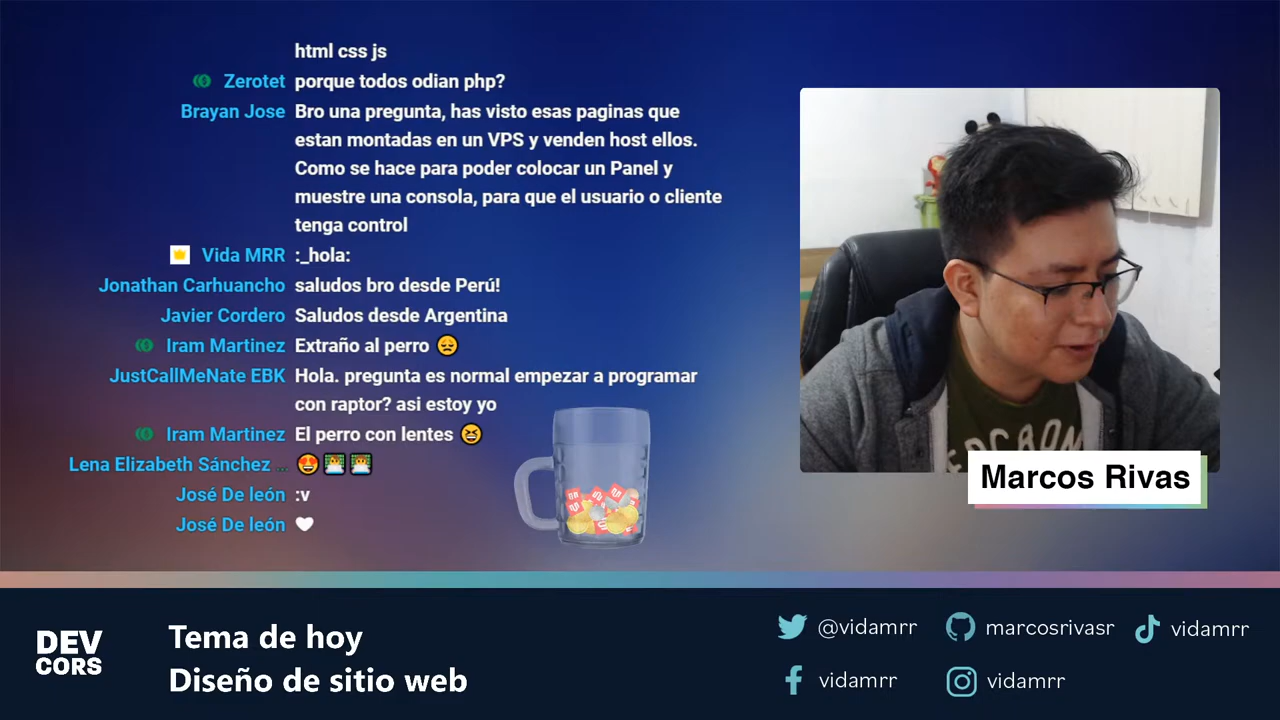 html css js
Zerotet porque todos odian php?
Brayan Jose Bro una pregunta, has visto esas paginas que
estan montadas en un VPS y venden host ellos.
Como se hace para poder colocar un Panel y
muestre una consola, para que el usuario o cliente
tenga control
Vida MRR :_hola:
Jonathan Carhuancho saludos bro desde Perú!
Javier Cordero Saludos desde Argentina
Iram Martinez Extraño al perro 😞
JustCallMeNate EBK Hola. pregunta es normal empezar a programar
con raptor? asi estoy yo
Iram Martinez El perro con lentes 😆
Lena Elizabeth Sánchez ... 😍👨‍💻👨‍💻
José De león :v
José De león 🤍
Marcos Rivas
DEV
CORS
Tema de hoy
Diseño de sitio web
@vidamrr marcosrivasr vidamrr
vidamrr vidamrr